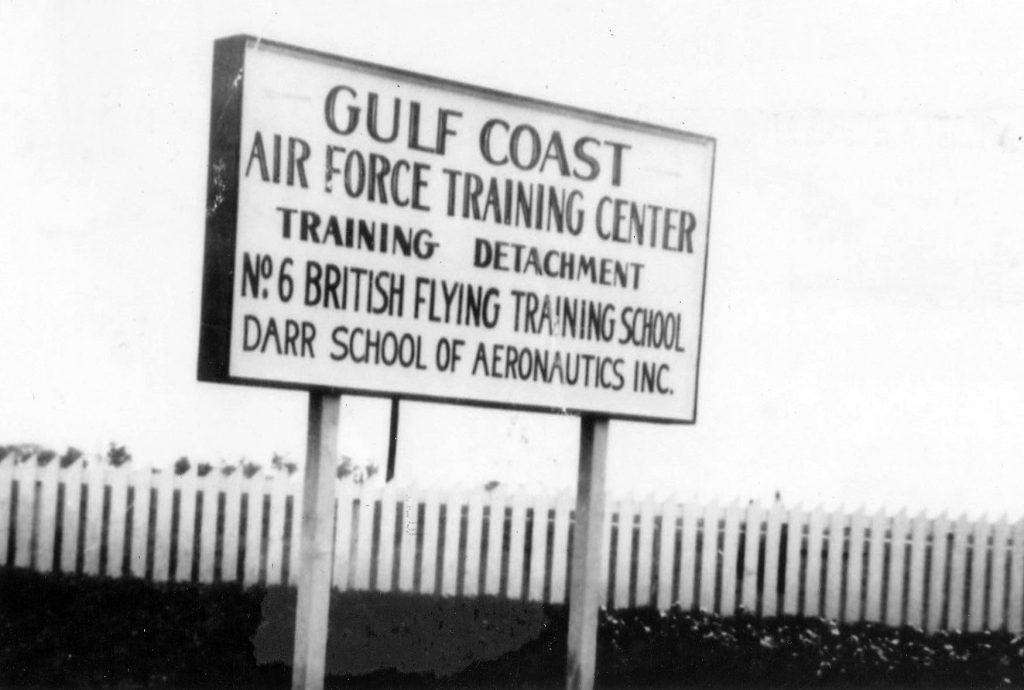 GULF COAST
AIR FORCE TRAINING CENTER
TRAINING DETACHMENT
Nº. 6 BRITISH FLYING TRAINING SCHOOL
DARR SCHOOL OF AERONAUTICS INC.